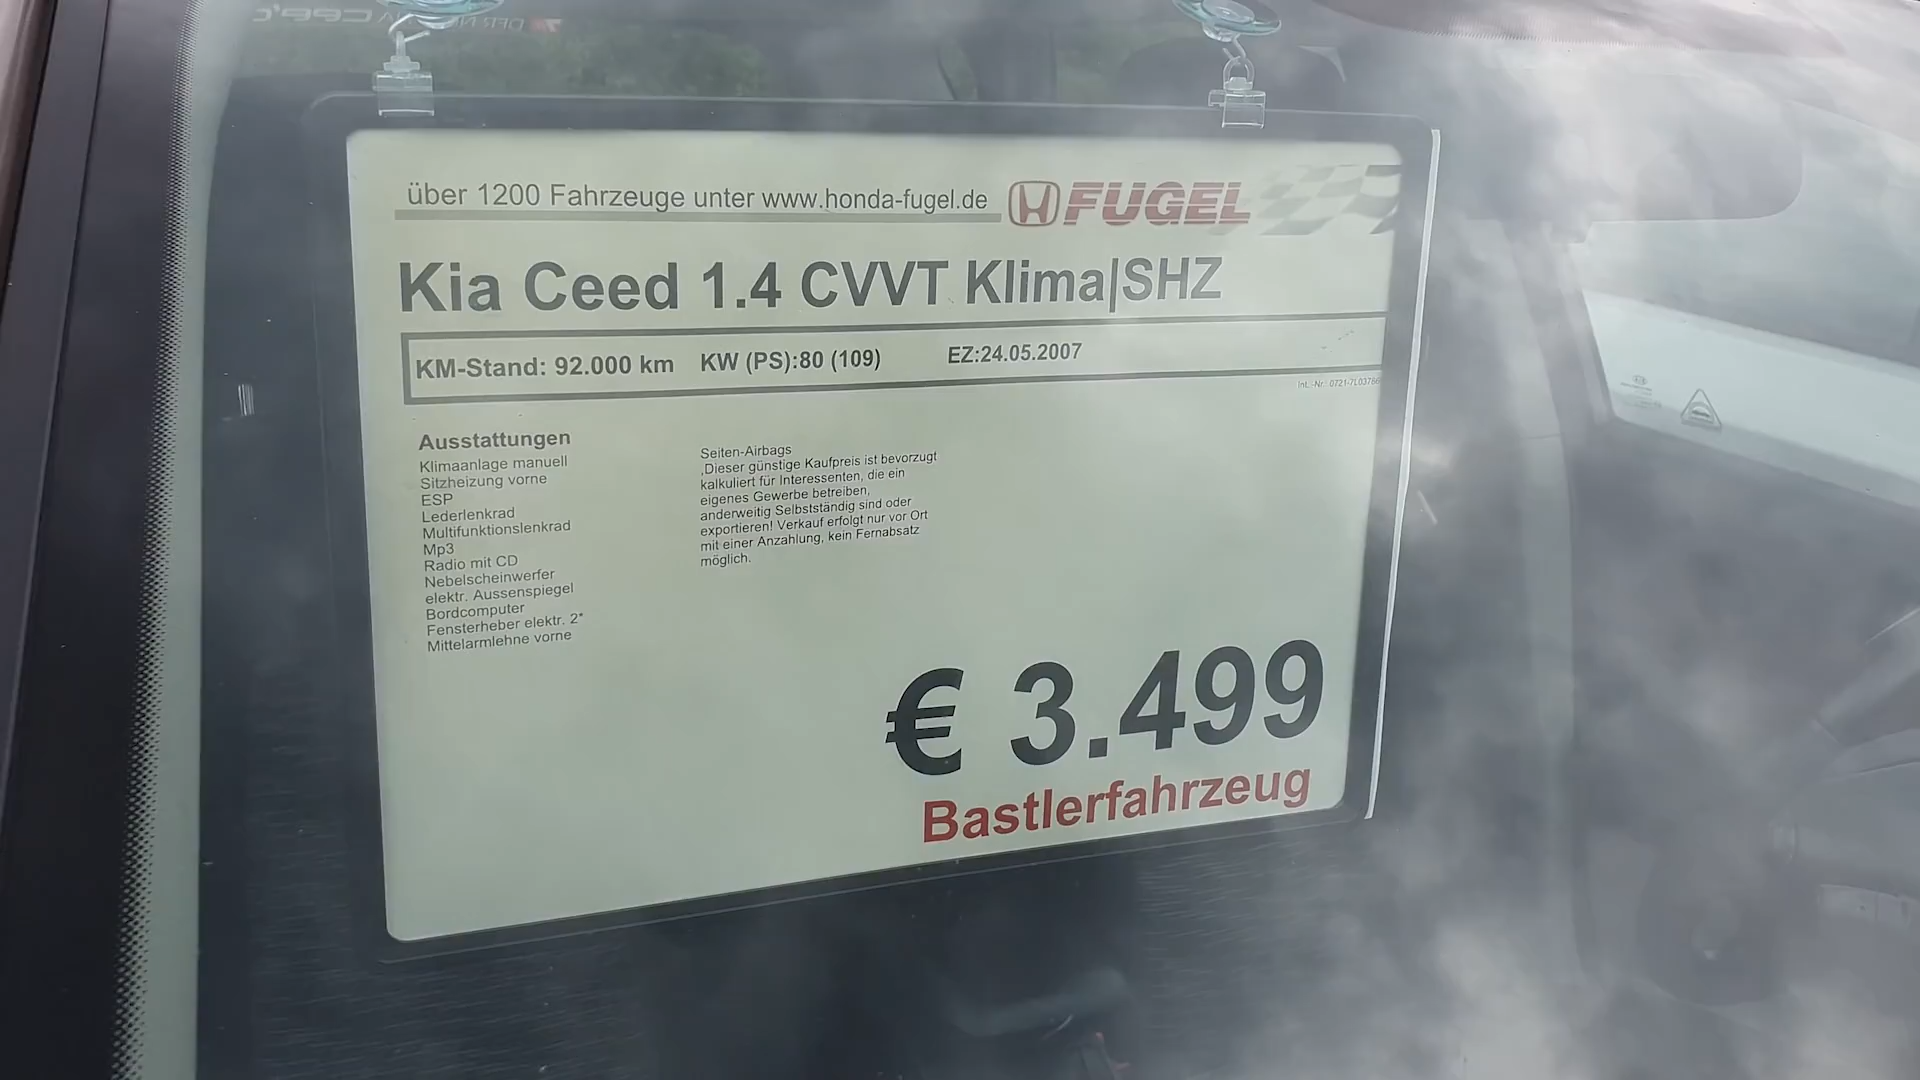 über 1200 Fahrzeuge unter www.honda-fugel.de FUGEL
Kia Ceed 1.4 CVVT Klima|SHZ
KM-Stand: 92.000 km KW (PS):80 (109) EZ:24.05.2007
Int.-Nr.: 0721-7L03766
Ausstattungen
Klimaanlage manuell
Sitzheizung vorne
ESP
Lederlenkrad
Multifunktionslenkrad
Mp3
Radio mit CD
Nebelscheinwerfer
elektr. Aussenspiegel
Bordcomputer
Fensterheber elektr. 2*
Mittelarmlehne vorne
Seiten-Airbags
,Dieser günstige Kaufpreis ist bevorzugt
kalkuliert für Interessenten, die ein
eigenes Gewerbe betreiben,
anderweitig Selbstständig sind oder
exportieren! Verkauf erfolgt nur vor Ort
mit einer Anzahlung, kein Fernabsatz
möglich.
€ 3.499
Bastlerfahrzeug